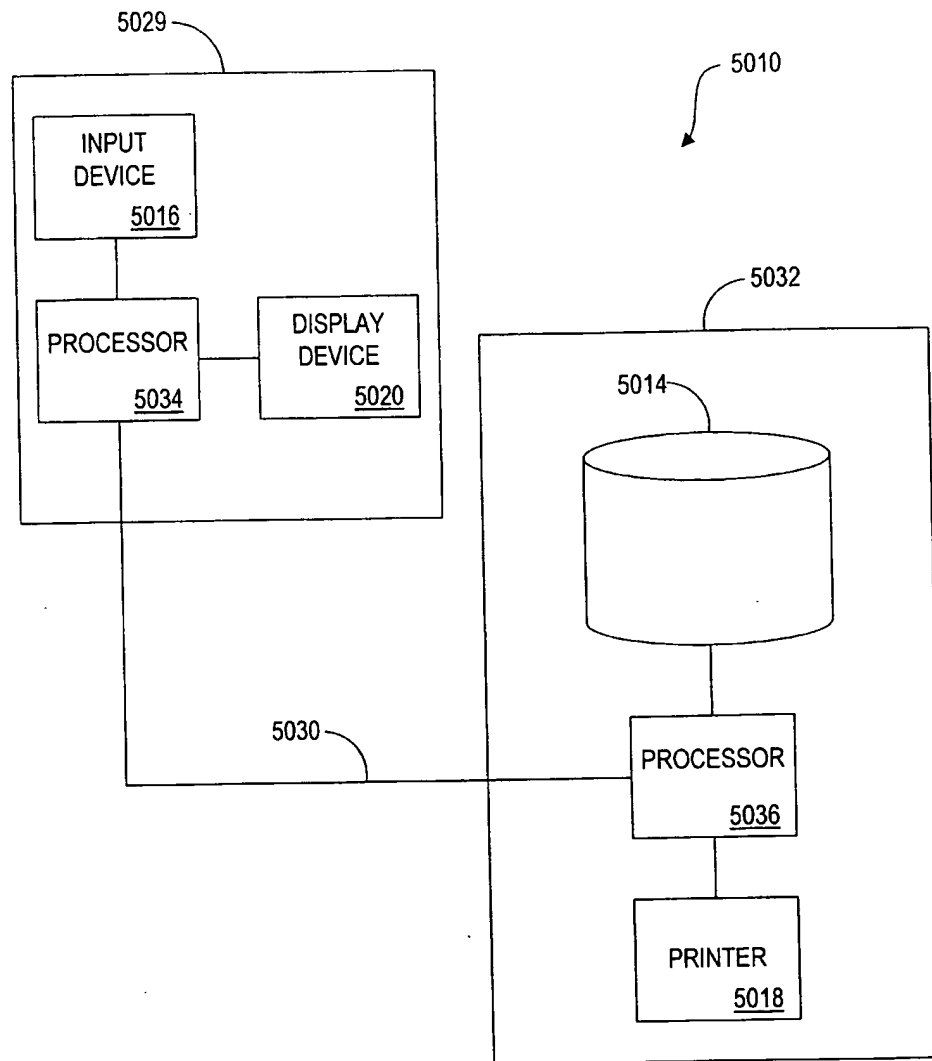 5029
5010
INPUT
DEVICE
5016
PROCESSOR
5034
DISPLAY
DEVICE
5020
5032
5014
5030
PROCESSOR
5036
PRINTER
5018